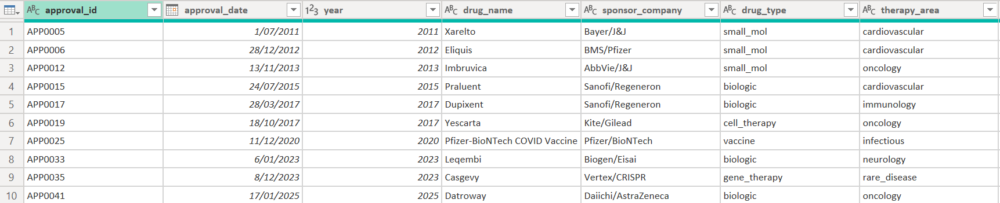 ABC approval_id approval_date 123 year ABC drug_name ABC sponsor_company ABC drug_type ABC therapy_area
1 APP0005 1/07/2011 2011 Xarelto Bayer/J&J small_mol cardiovascular
2 APP0006 28/12/2012 2012 Eliquis BMS/Pfizer small_mol cardiovascular
3 APP0012 13/11/2013 2013 Imbruvica AbbVie/J&J small_mol oncology
4 APP0015 24/07/2015 2015 Praluent Sanofi/Regeneron biologic cardiovascular
5 APP0017 28/03/2017 2017 Dupixent Sanofi/Regeneron biologic immunology
6 APP0019 18/10/2017 2017 Yescarta Kite/Gilead cell_therapy oncology
7 APP0025 11/12/2020 2020 Pfizer-BioNTech COVID Vaccine Pfizer/BioNTech vaccine infectious
8 APP0033 6/01/2023 2023 Leqembi Biogen/Eisai biologic neurology
9 APP0035 8/12/2023 2023 Casgevy Vertex/CRISPR gene_therapy rare_disease
10 APP0041 17/01/2025 2025 Datroway Daiichi/AstraZeneca biologic oncology